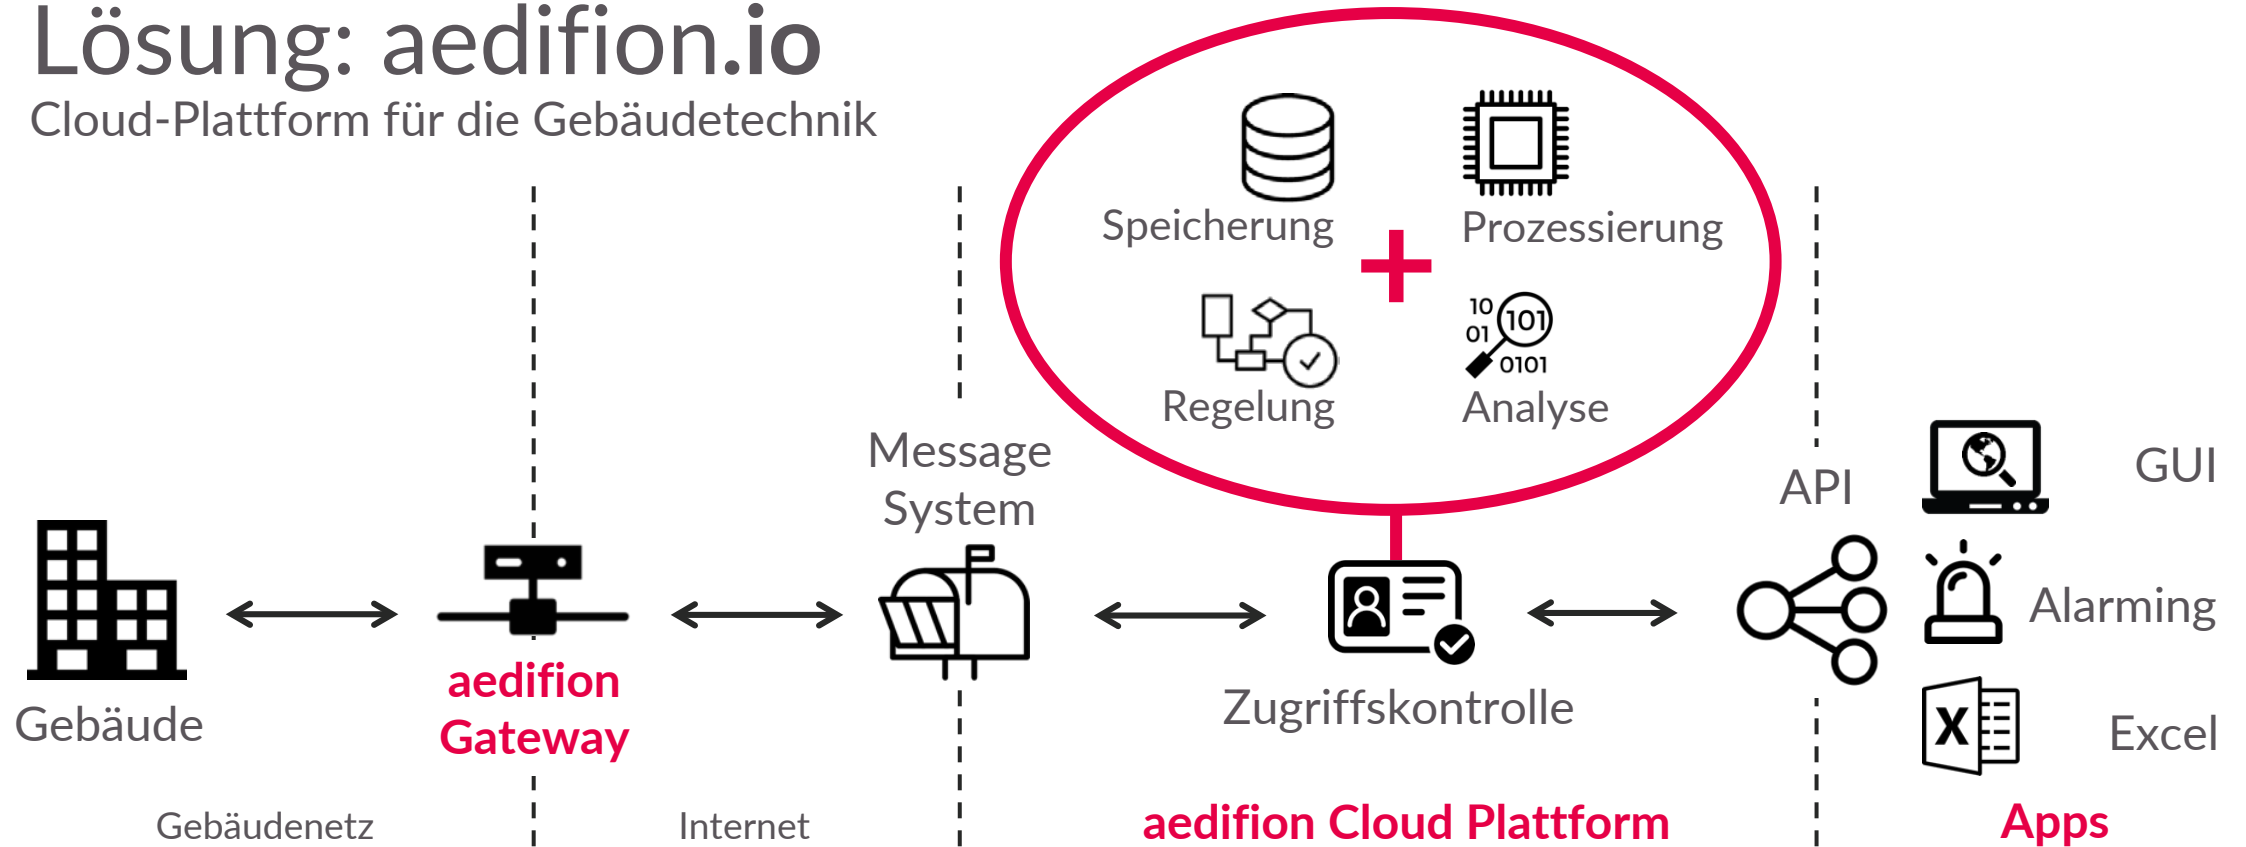 Lösung: aedifion.io
Cloud-Plattform für die Gebäudetechnik
Speicherung
Prozessierung
10
01
101
0101
Regelung
Analyse
Message
System
API
GUI
Alarming
X
Excel
aedifion
Gateway
Gebäude
Zugriffskontrolle
Gebäudenetz
Internet
aedifion Cloud Plattform
Apps